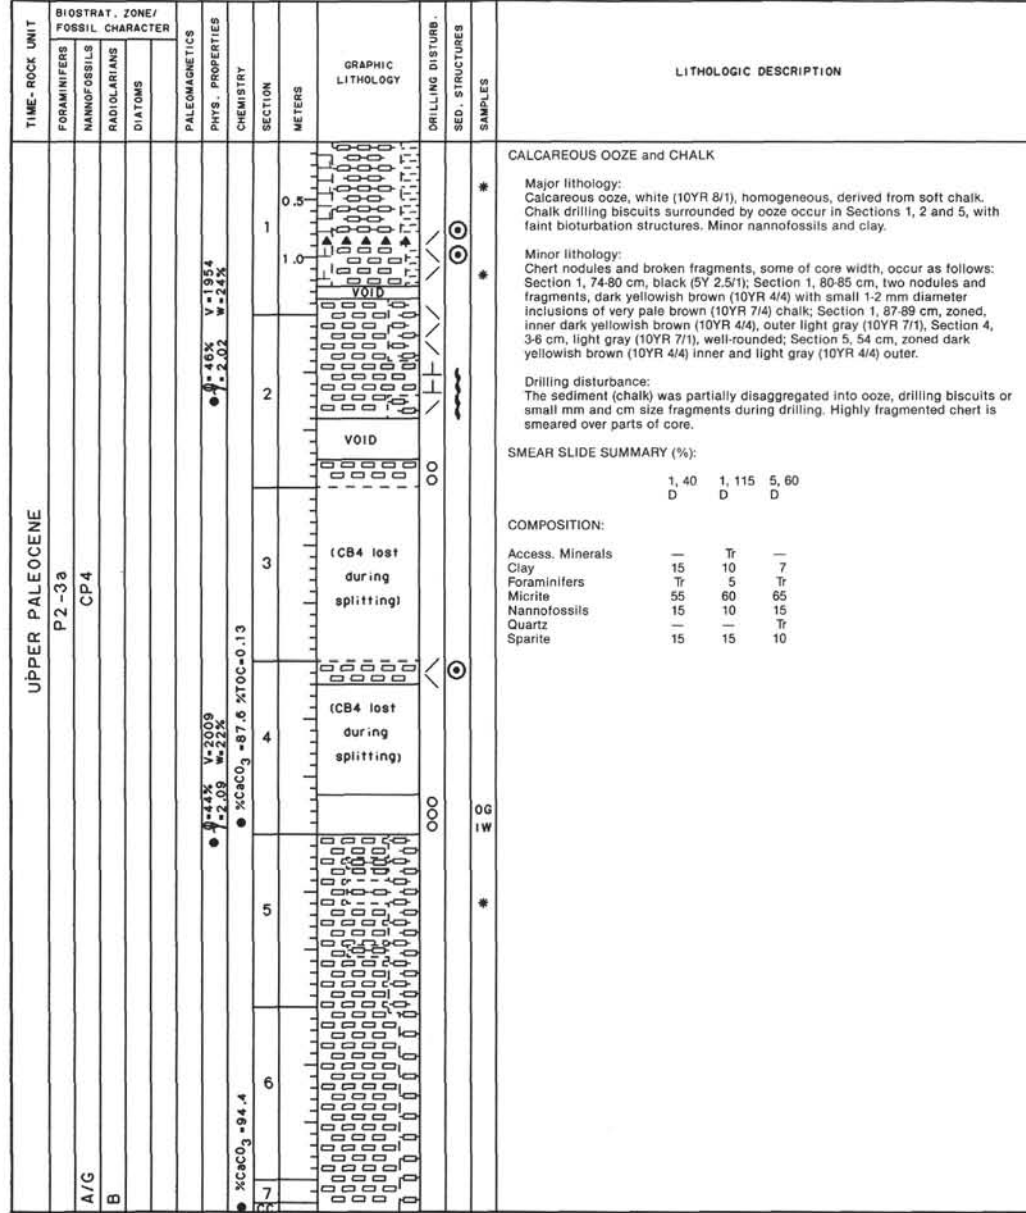 TIME-ROCK UNIT
BIOSTRAT. ZONE/
FOSSIL CHARACTER
FORAMINIFERS
NANNOFOSSILS
RADIOLARIANS
DIATOMS
PALEOMAGNETICS
PHYS. PROPERTIES
CHEMISTRY
SECTION
METERS
GRAPHIC
LITHOLOGY
DRILLING DISTURB.
SED. STRUCTURES
SAMPLES
LITHOLOGIC DESCRIPTION
UPPER PALEOCENE
P2-3a
CP4
A/G
B
V=1954
W=24%
Φ=46%
γ=2.02
V=2009
W=22%
Φ=44%
γ=2.09
%CaCO3=87.6 %TOC=0.13
%CaCO3=94.4
1
2
3
4
5
6
7
CC
0.5
1.0
VOID
VOID
(CB4 lost
during
splitting)
(CB4 lost
during
splitting)
*
*
OG
IW
*
CALCAREOUS OOZE and CHALK
Major lithology:
Calcareous ooze, white (10YR 8/1), homogeneous, derived from soft chalk.
Chalk drilling biscuits surrounded by ooze occur in Sections 1, 2 and 5, with
faint bioturbation structures. Minor nannofossils and clay.
Minor lithology:
Chert nodules and broken fragments, some of core width, occur as follows:
Section 1, 74-80 cm, black (5Y 2.5/1); Section 1, 80-85 cm, two nodules and
fragments, dark yellowish brown (10YR 4/4) with small 1-2 mm diameter
inclusions of very pale brown (10YR 7/4) chalk; Section 1, 87-89 cm, zoned,
inner dark yellowish brown (10YR 4/4), outer light gray (10YR 7/1), Section 4,
3-6 cm, light gray (10YR 7/1), well-rounded; Section 5, 54 cm, zoned dark
yellowish brown (10YR 4/4) inner and light gray (10YR 4/4) outer.
Drilling disturbance:
The sediment (chalk) was partially disaggregated into ooze, drilling biscuits or
small mm and cm size fragments during drilling. Highly fragmented chert is
smeared over parts of core.
SMEAR SLIDE SUMMARY (%):
1, 40 1, 115 5, 60
D D D
COMPOSITION:
Access. Minerals — Tr —
Clay 15 10 7
Foraminifers Tr 5 Tr
Micrite 55 60 65
Nannofossils 15 10 15
Quartz — — Tr
Sparite 15 15 10